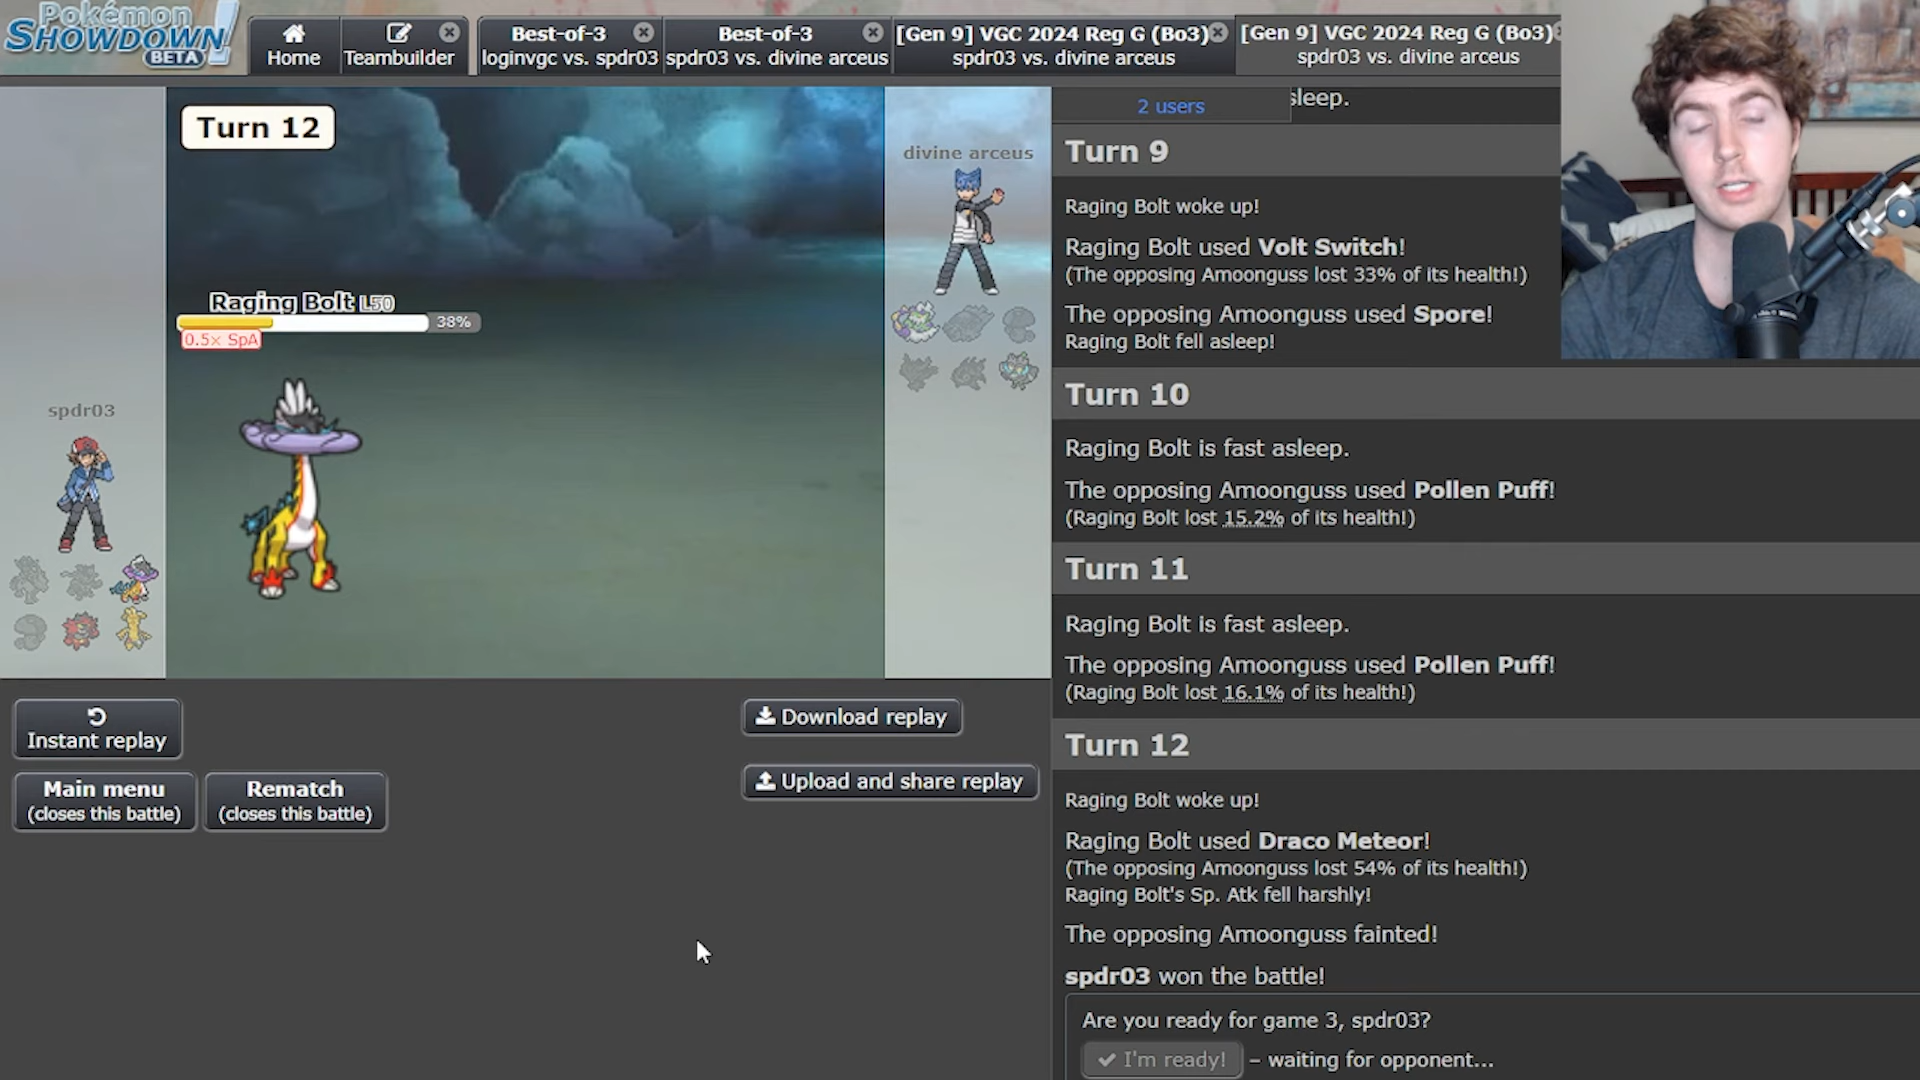 Pokémon
SHOWDOWN!
BETA
Home
Teambuilder
Best-of-3
loginvgc vs. spdr03
Best-of-3
spdr03 vs. divine arceus
[Gen 9] VGC 2024 Reg G (Bo3)
spdr03 vs. divine arceus
[Gen 9] VGC 2024 Reg G (Bo3)
spdr03 vs. divine arceus
Turn 12
Raging Bolt L50
38%
0.5× SpA
divine arceus
spdr03
Instant replay
Main menu
(closes this battle)
Rematch
(closes this battle)
Download replay
Upload and share replay
2 users
sleep.
Turn 9
Raging Bolt woke up!
Raging Bolt used Volt Switch!
(The opposing Amoonguss lost 33% of its health!)
The opposing Amoonguss used Spore!
Raging Bolt fell asleep!
Turn 10
Raging Bolt is fast asleep.
The opposing Amoonguss used Pollen Puff!
(Raging Bolt lost 15.2% of its health!)
Turn 11
Raging Bolt is fast asleep.
The opposing Amoonguss used Pollen Puff!
(Raging Bolt lost 16.1% of its health!)
Turn 12
Raging Bolt woke up!
Raging Bolt used Draco Meteor!
(The opposing Amoonguss lost 54% of its health!)
Raging Bolt's Sp. Atk fell harshly!
The opposing Amoonguss fainted!
spdr03 won the battle!
Are you ready for game 3, spdr03?
✔ I'm ready! – waiting for opponent...